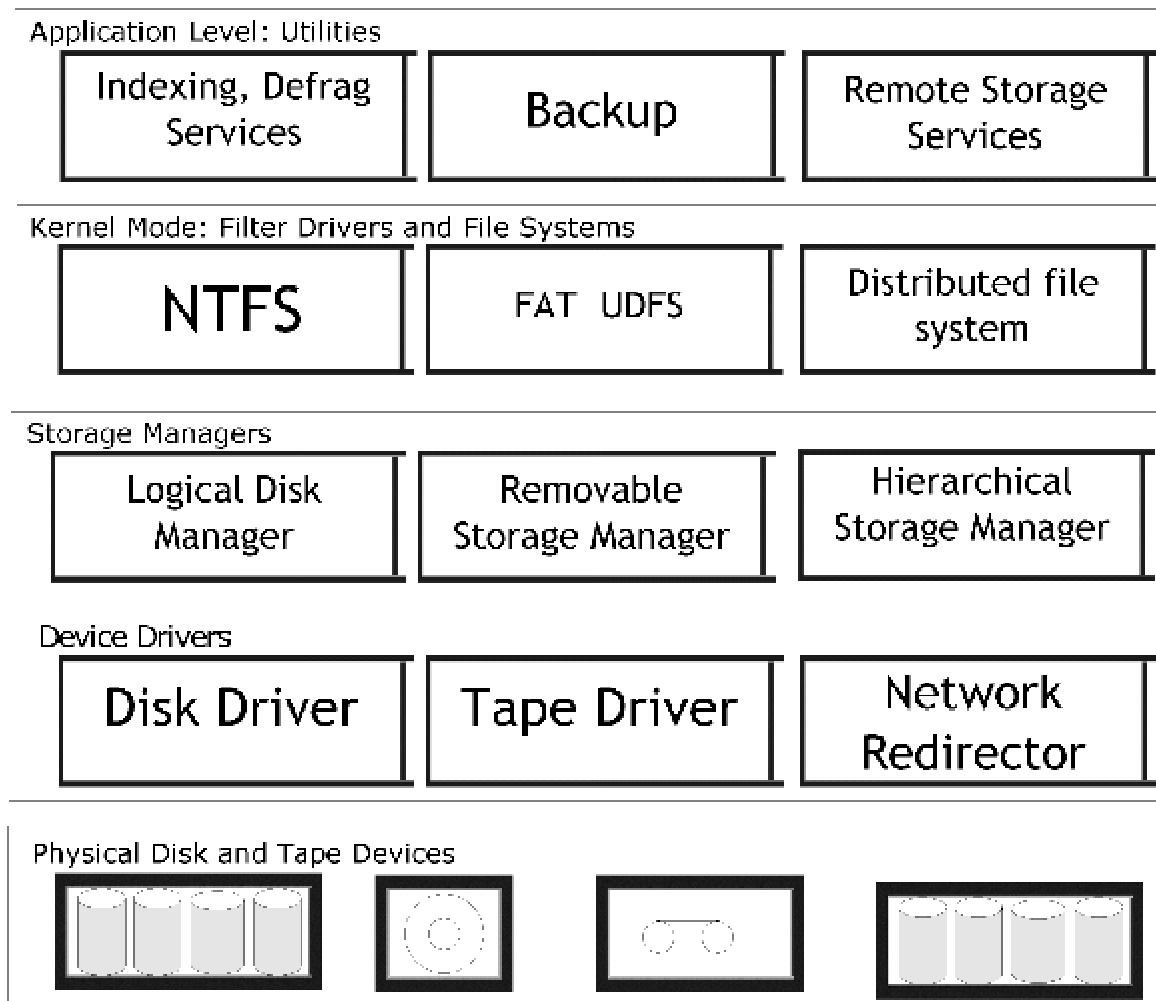 Application Level: Utilities
Indexing, Defrag
Services
Backup
Remote Storage
Services
Kernel Mode: Filter Drivers and File Systems
NTFS
FAT UDFS
Distributed file
system
Storage Managers
Logical Disk
Manager
Removable
Storage Manager
Hierarchical
Storage Manager
Device Drivers
Disk Driver
Tape Driver
Network
Redirector
Physical Disk and Tape Devices